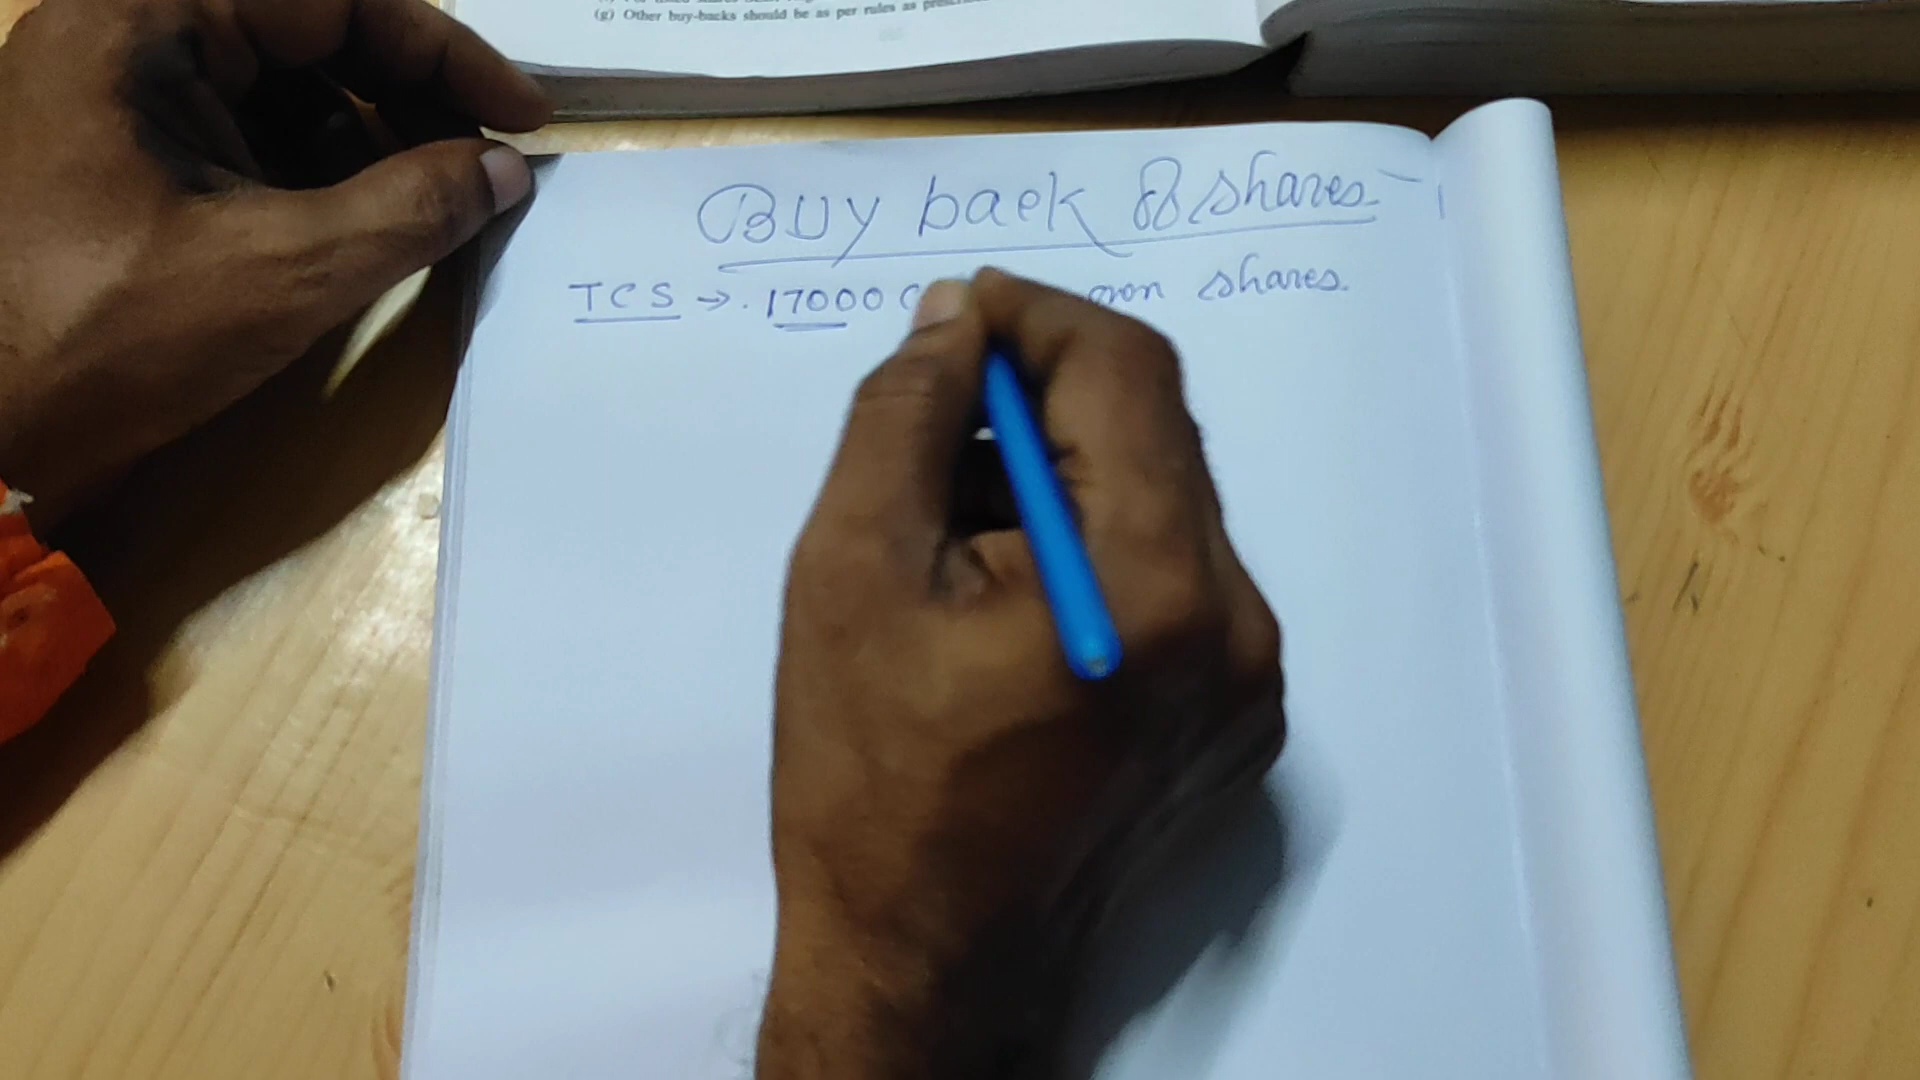 (g) Other buy-backs should be as per rules as
Buy back of shares -
TCS → 17000 shares.